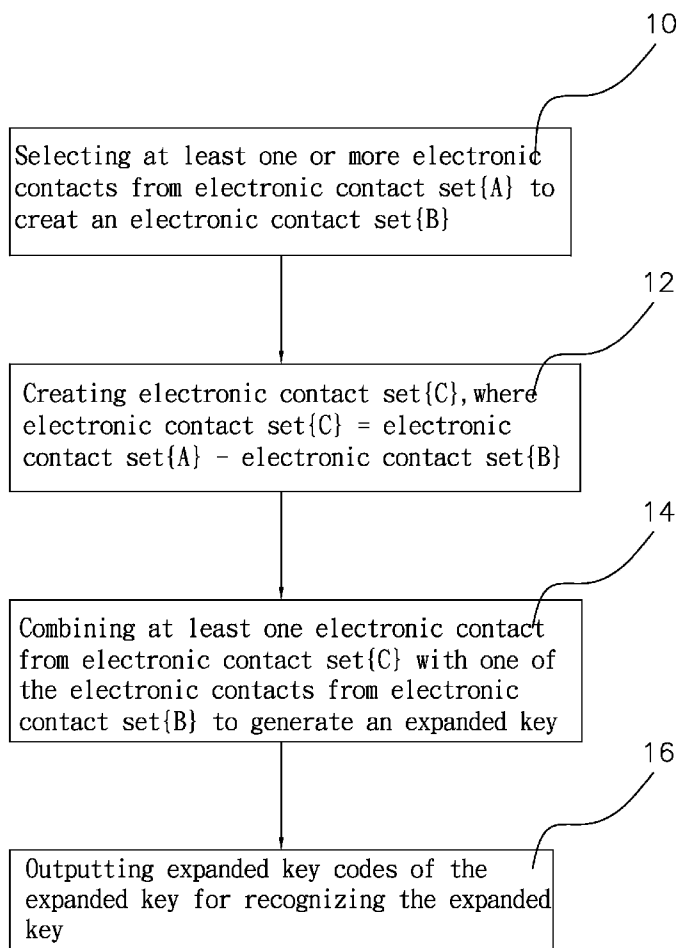 10
Selecting at least one or more electronic
contacts from electronic contact set{A} to
creat an electronic contact set{B}
12
Creating electronic contact set{C},where
electronic contact set{C} = electronic
contact set{A} - electronic contact set{B}
14
Combining at least one electronic contact
from electronic contact set{C} with one of
the electronic contacts from electronic
contact set{B} to generate an expanded key
16
Outputting expanded key codes of the
expanded key for recognizing the expanded
key